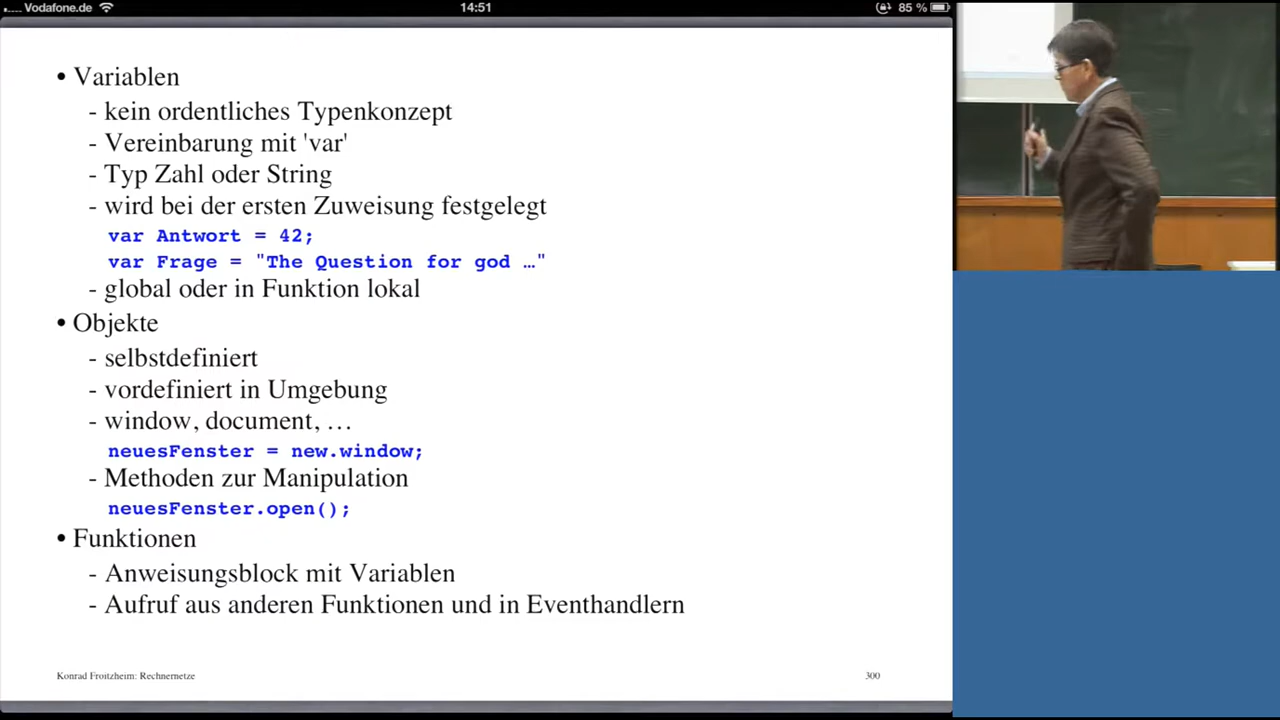 ..... Vodafone.de 14:51 85 %
• Variablen
- kein ordentliches Typenkonzept
- Vereinbarung mit 'var'
- Typ Zahl oder String
- wird bei der ersten Zuweisung festgelegt
var Antwort = 42;
var Frage = "The Question for god …"
- global oder in Funktion lokal
• Objekte
- selbstdefiniert
- vordefiniert in Umgebung
- window, document, …
neuesFenster = new.window;
- Methoden zur Manipulation
neuesFenster.open();
• Funktionen
- Anweisungsblock mit Variablen
- Aufruf aus anderen Funktionen und in Eventhandlern
Konrad Froitzheim: Rechnernetze 300